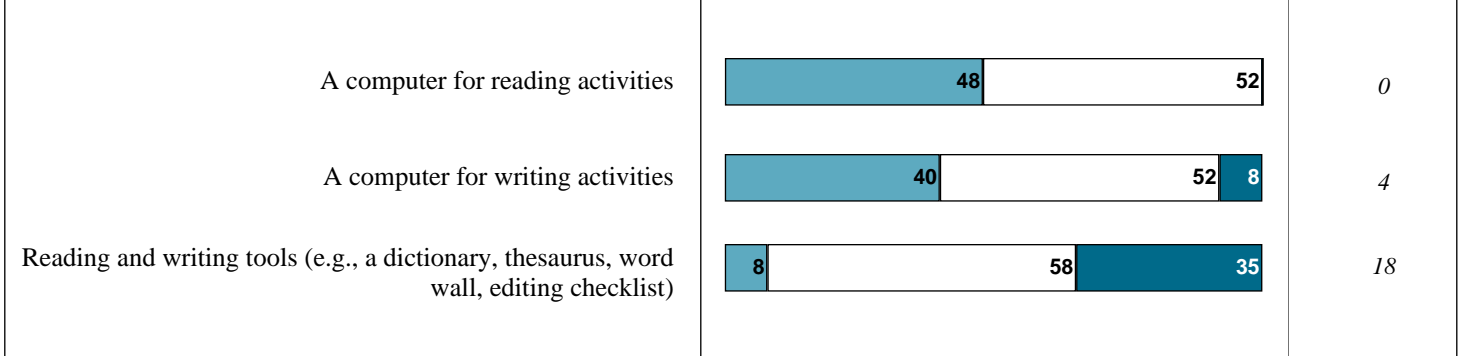 A computer for reading activities 48 52 0
A computer for writing activities 40 52 8 4
Reading and writing tools (e.g., a dictionary, thesaurus, word
wall, editing checklist) 8 58 35 18